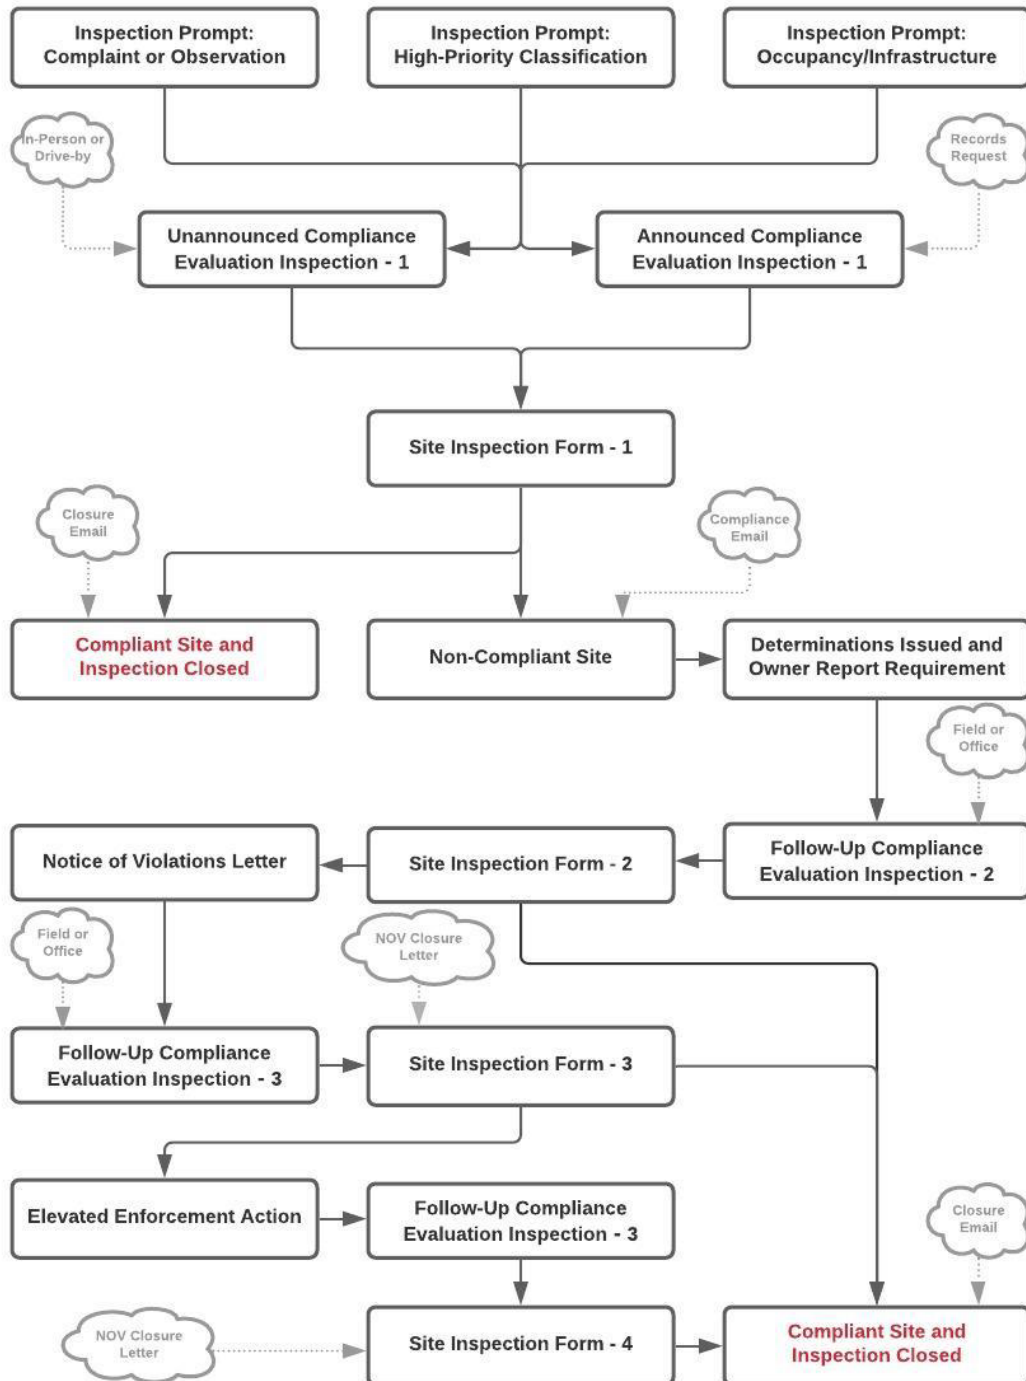 Inspection Prompt:
Complaint or Observation
Inspection Prompt:
High-Priority Classification
Inspection Prompt:
Occupancy/Infrastructure
In-Person or
Drive-by
Records
Request
Unannounced Compliance
Evaluation Inspection - 1
Announced Compliance
Evaluation Inspection - 1
Site Inspection Form - 1
Closure
Email
Compliance
Email
Compliant Site and
Inspection Closed
Non-Compliant Site
Determinations Issued and
Owner Report Requirement
Field or
Office
Notice of Violations Letter
Site Inspection Form - 2
Follow-Up Compliance
Evaluation Inspection - 2
Field or
Office
NOV Closure
Letter
Follow-Up Compliance
Evaluation Inspection - 3
Site Inspection Form - 3
Elevated Enforcement Action
Follow-Up Compliance
Evaluation Inspection - 3
Closure
Email
NOV Closure
Letter
Site Inspection Form - 4
Compliant Site and
Inspection Closed